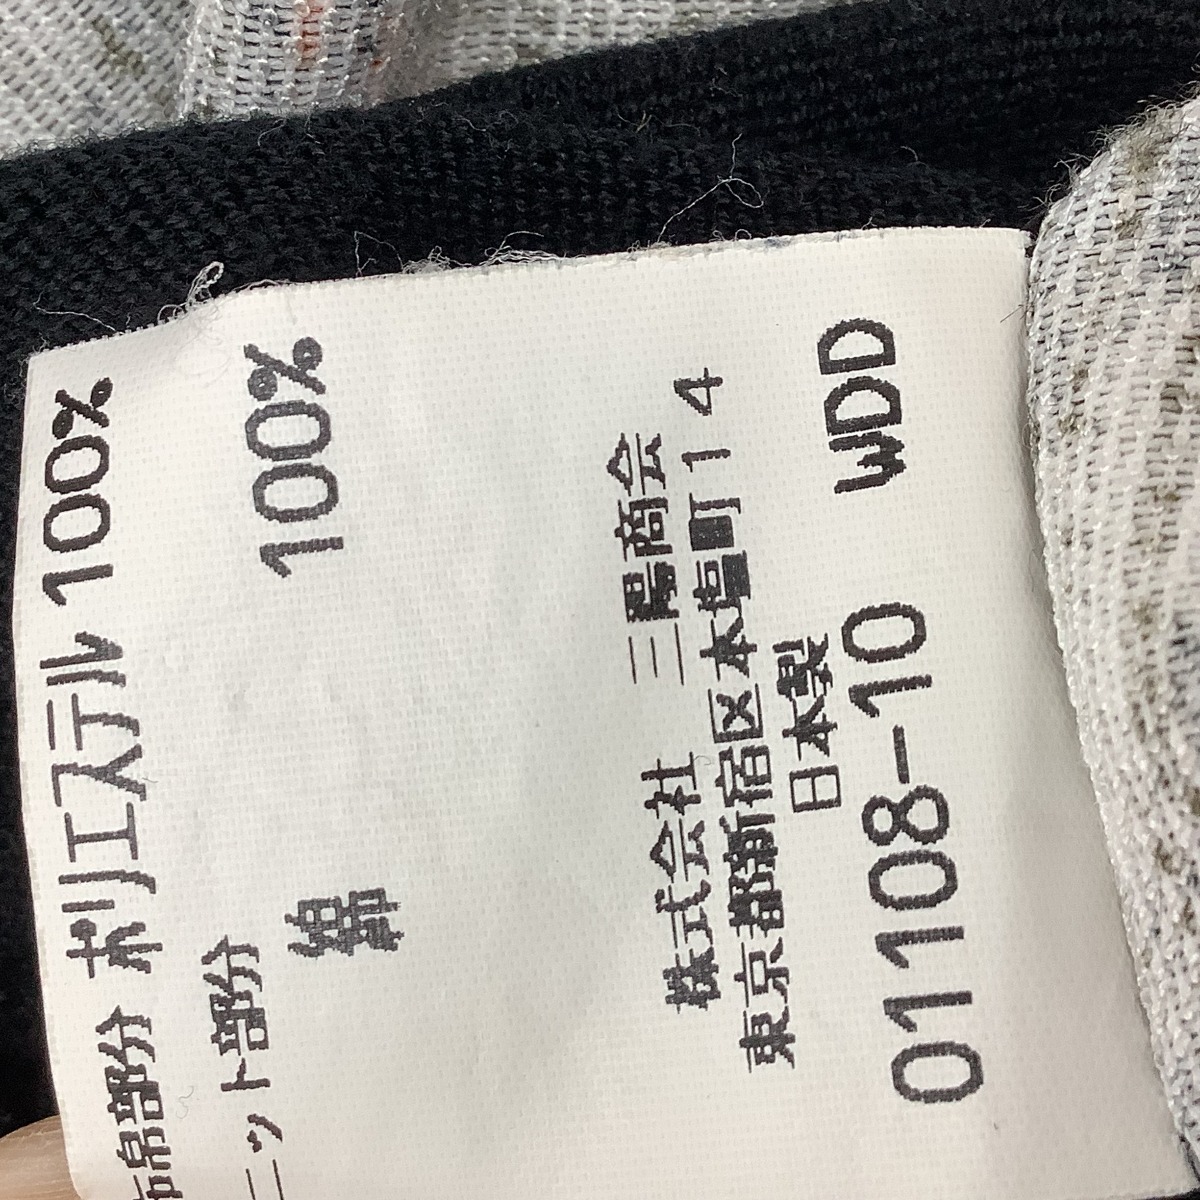 布帛部分 ポリエステル 100%
ニット部分
綿 100%
株式会社 三陽商会
東京都新宿区本塩町14
日本製
01108-10 WDD